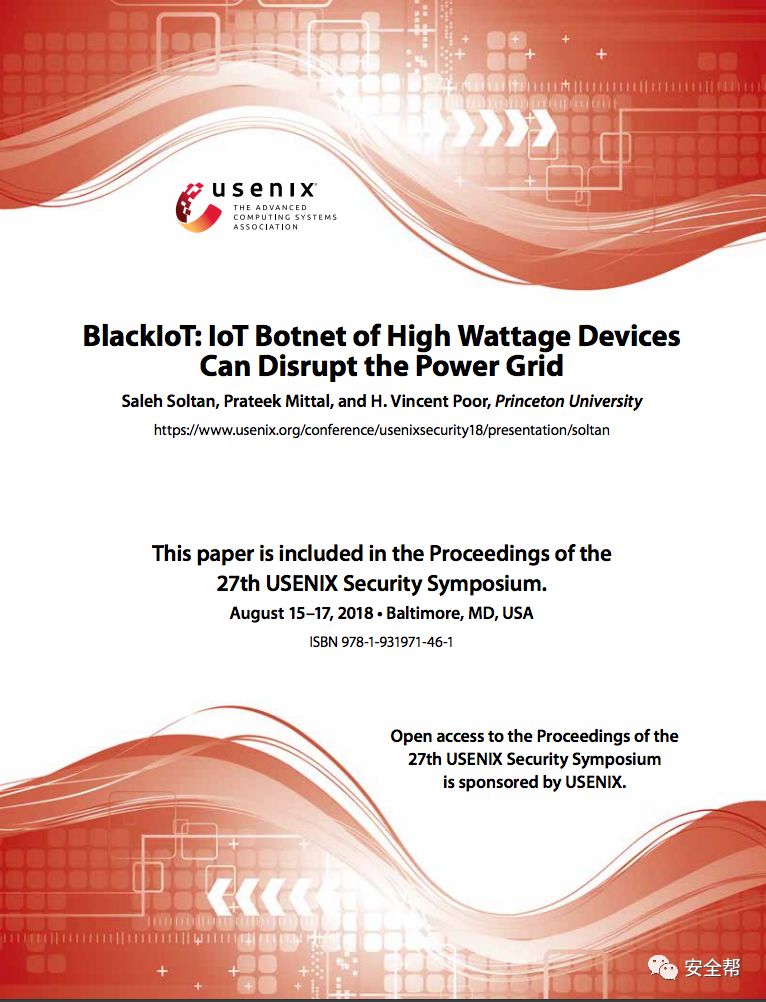 usenix
THE ADVANCED
COMPUTING SYSTEMS
ASSOCIATION
BlackIoT: IoT Botnet of High Wattage Devices
Can Disrupt the Power Grid
Saleh Soltan, Prateek Mittal, and H. Vincent Poor, Princeton University
https://www.usenix.org/conference/usenixsecurity18/presentation/soltan
This paper is included in the Proceedings of the
27th USENIX Security Symposium.
August 15–17, 2018 • Baltimore, MD, USA
ISBN 978-1-931971-46-1
Open access to the Proceedings of the
27th USENIX Security Symposium
is sponsored by USENIX.
安全帮